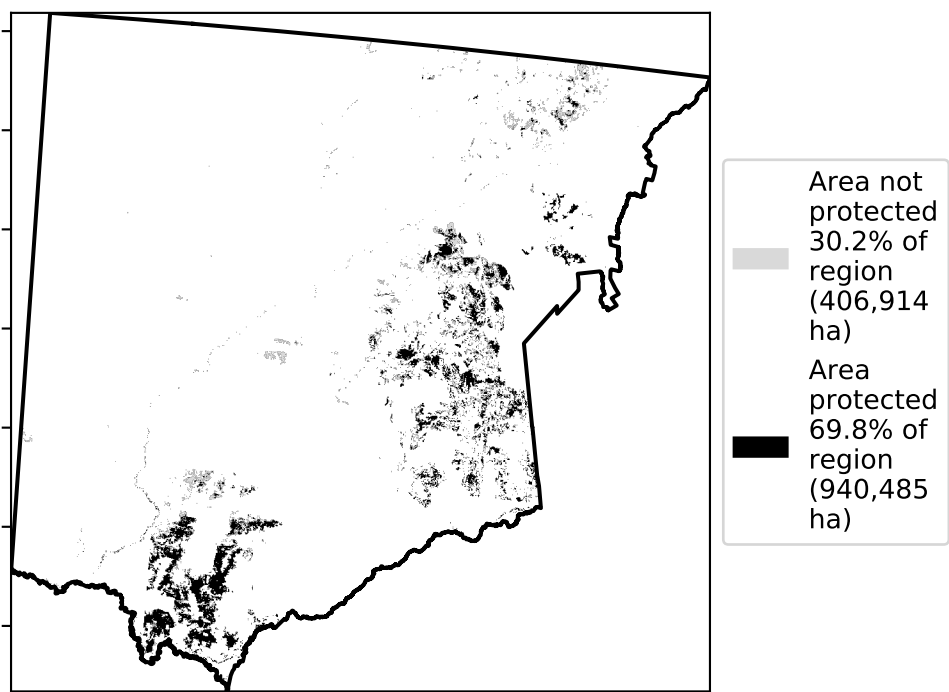 Area not
protected
30.2% of
region
(406,914
ha)
Area
protected
69.8% of
region
(940,485
ha)